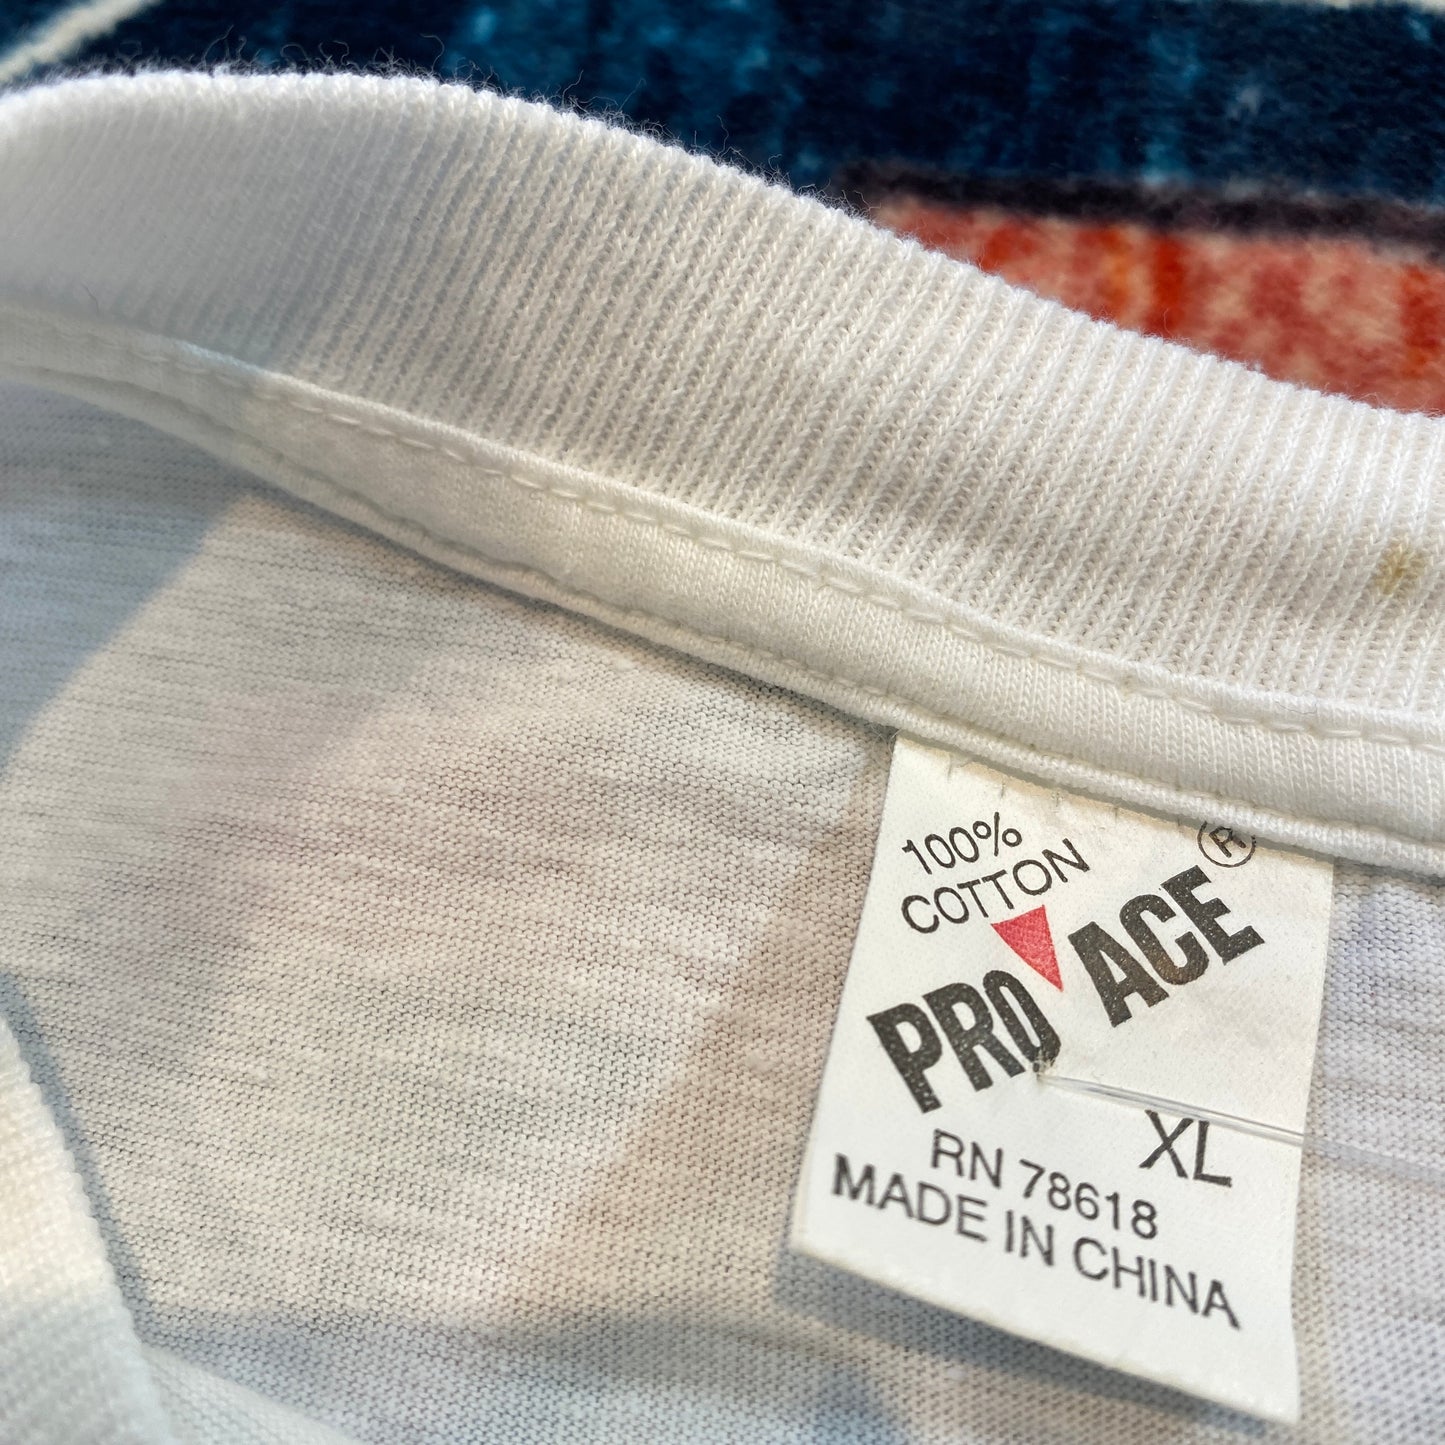 100%
COTTON
PRO ACE®
XL
RN 78618
MADE IN CHINA